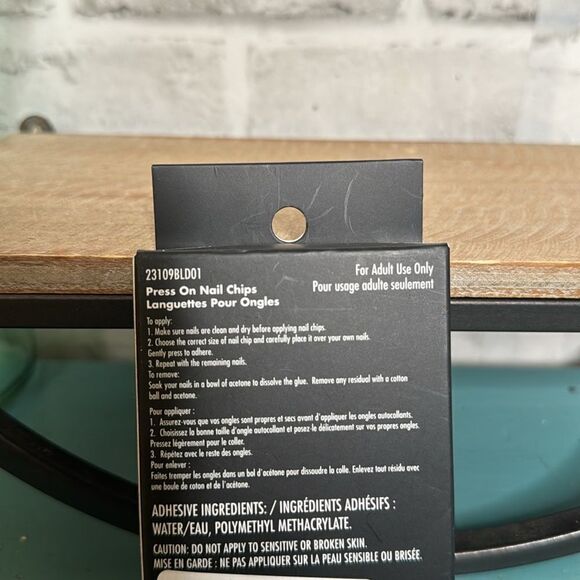 23109BLD01
For Adult Use Only
Press On Nail Chips
Pour usage adulte seulement
Languettes Pour Ongles
To apply:
1. Make sure nails are clean and dry before applying nail chips.
2. Choose the correct size of nail chip and carefully place it over your own nails.
Gently press to adhere.
3. Repeat with the remaining nails.
To remove:
Soak your nails in a bowl of acetone to dissolve the glue. Remove any residual with a cotton
ball and acetone.
Pour appliquer :
1. Assurez-vous que vos ongles sont propres et secs avant d'appliquer les ongles autocollants.
2. Choisissez la bonne taille d'ongle autocollant et posez-le délicatement sur vos propres ongles.
Pressez légèrement pour le coller.
3. Répétez avec le reste des ongles.
Pour enlever :
Faites tremper les ongles dans un bol d'acétone pour dissoudre la colle. Enlevez tout résidu avec
une boule de coton et de l'acétone.
ADHESIVE INGREDIENTS: / INGRÉDIENTS ADHÉSIFS :
WATER/EAU, POLYMETHYL METHACRYLATE.
CAUTION: DO NOT APPLY TO SENSITIVE OR BROKEN SKIN.
MISE EN GARDE : NE PAS APPLIQUER SUR LA PEAU SENSIBLE OU BRISÉE.